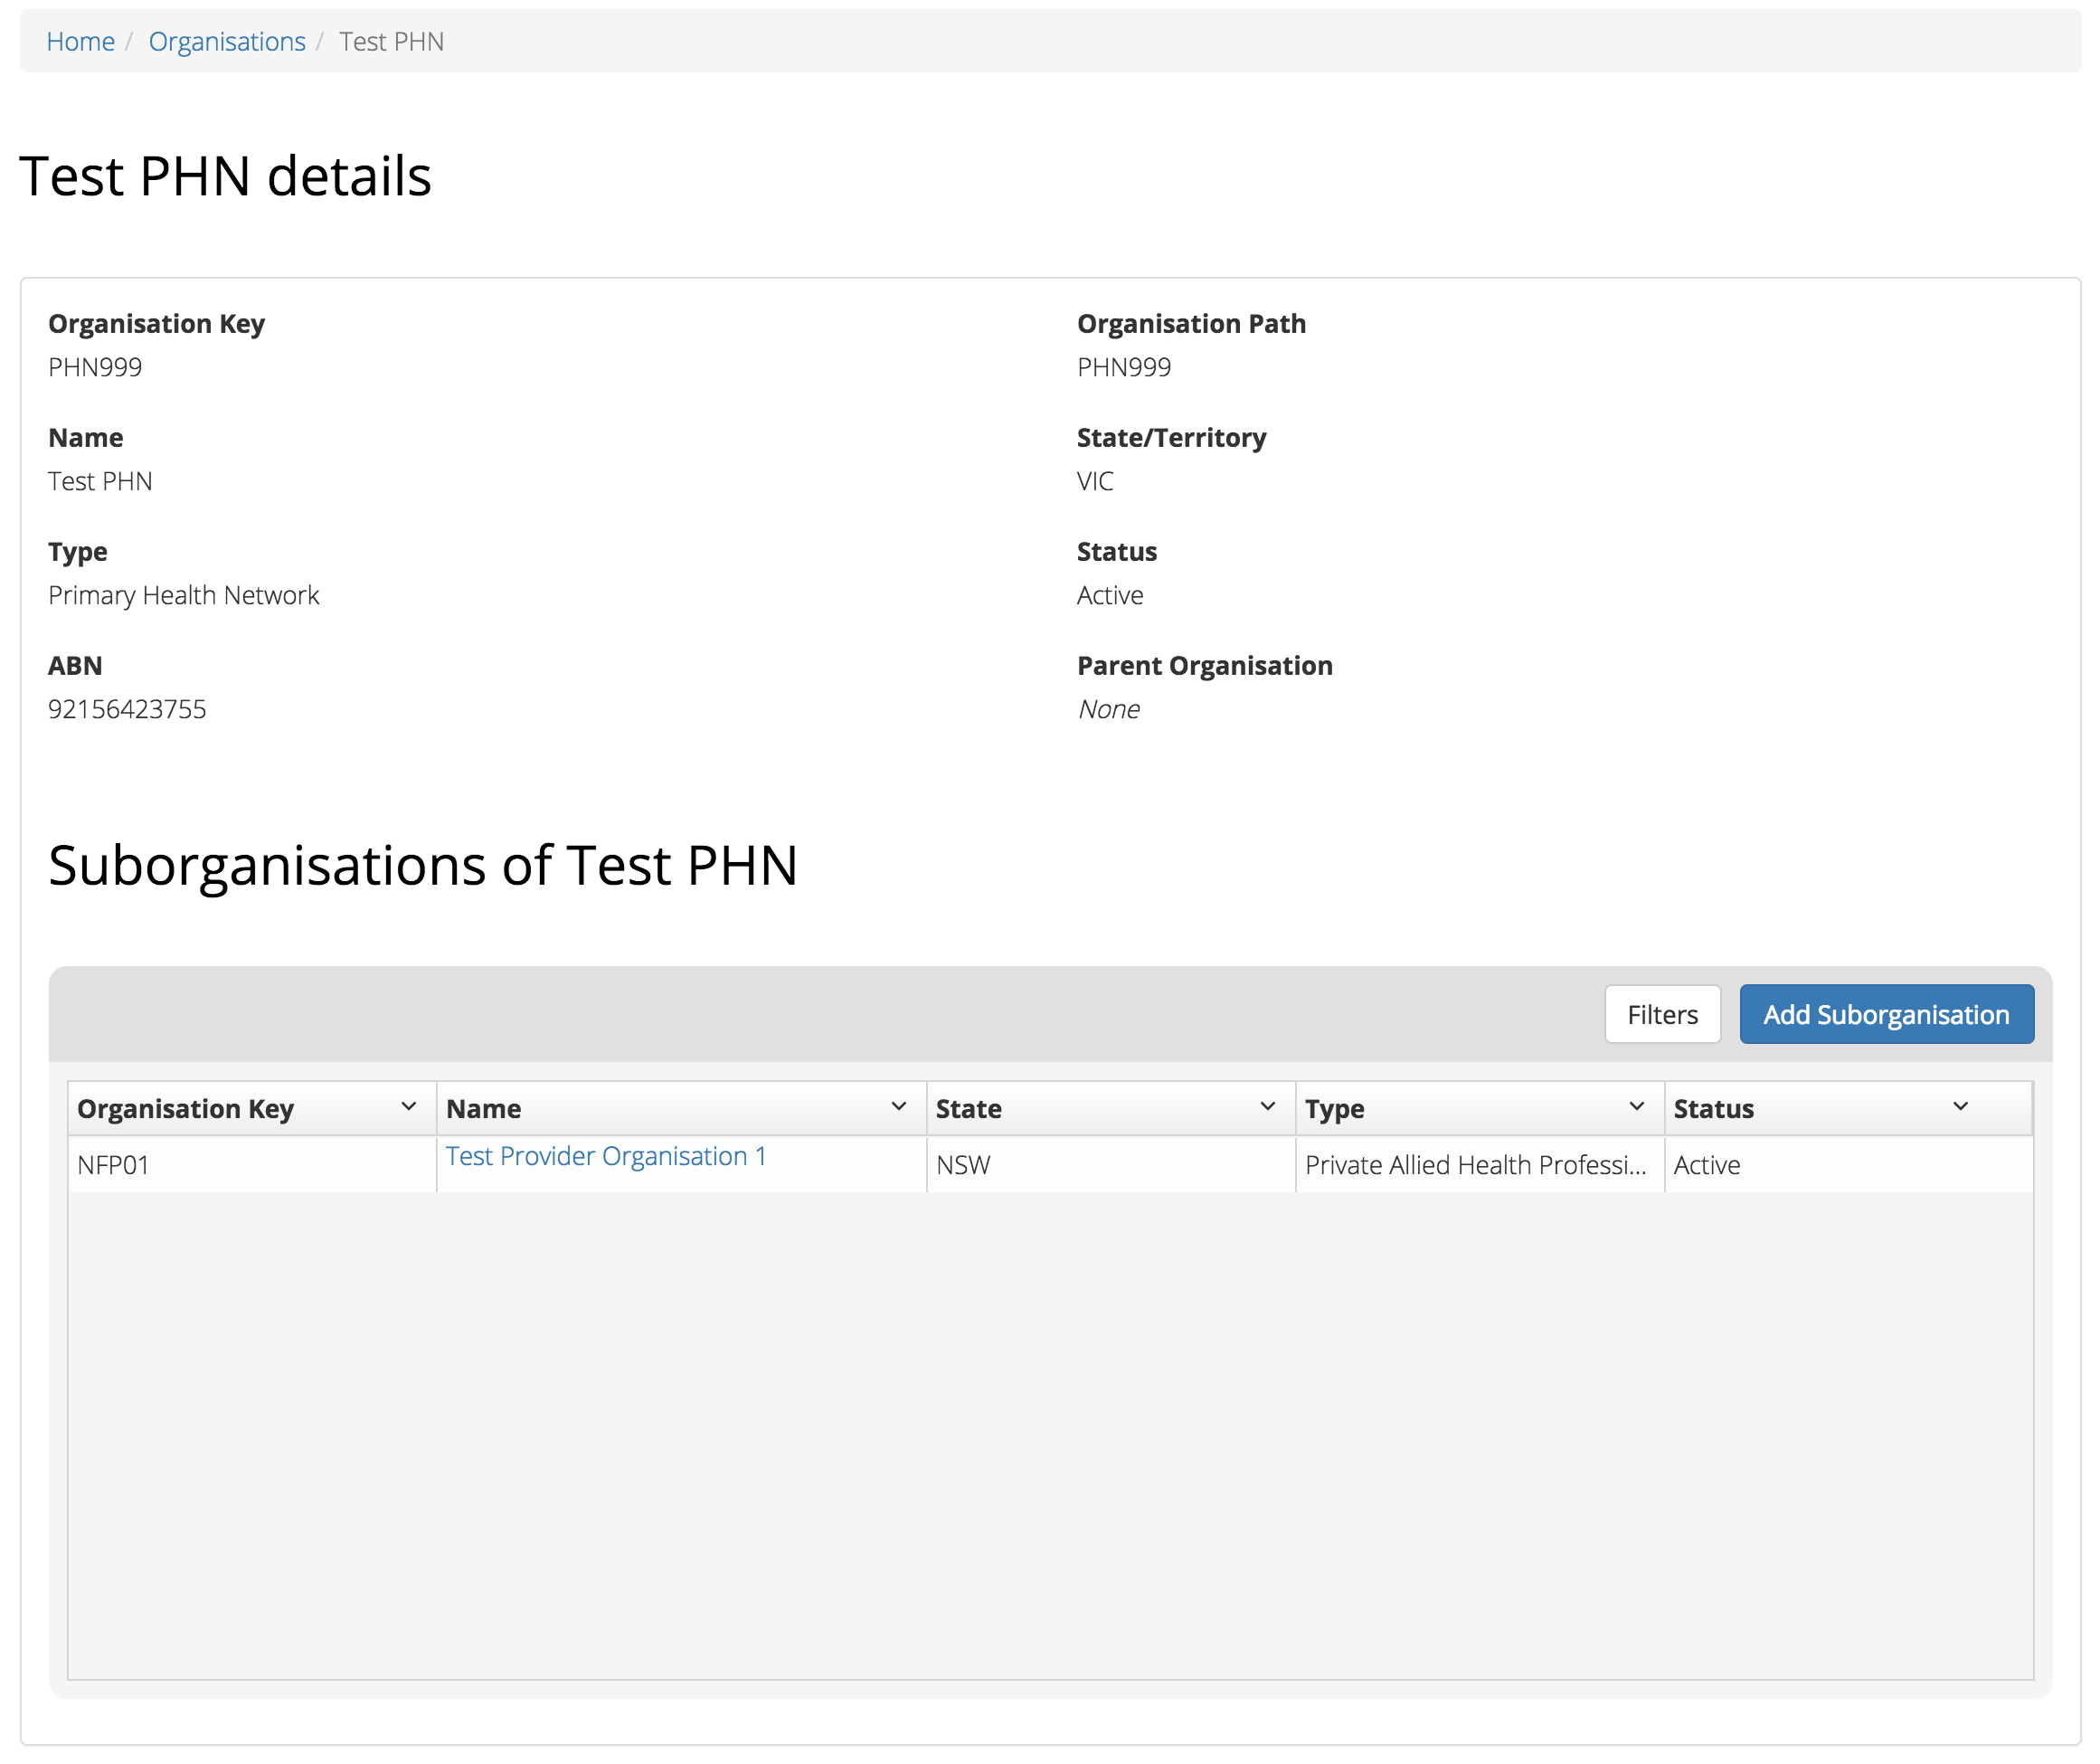 Home / Organisations / Test PHN
Test PHN details
Organisation Key
PHN999
Organisation Path
PHN999
Name
Test PHN
State/Territory
VIC
Type
Primary Health Network
Status
Active
ABN
92156423755
Parent Organisation
None
Suborganisations of Test PHN
Filters Add Suborganisation
Organisation Key Name State Type Status
NFP01 Test Provider Organisation 1 NSW Private Allied Health Professi... Active